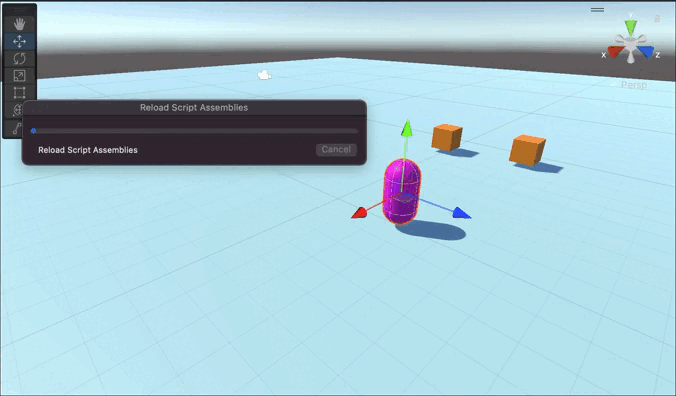 Reload Script Assemblies
Reload Script Assemblies
Cancel
y
x
z
Persp